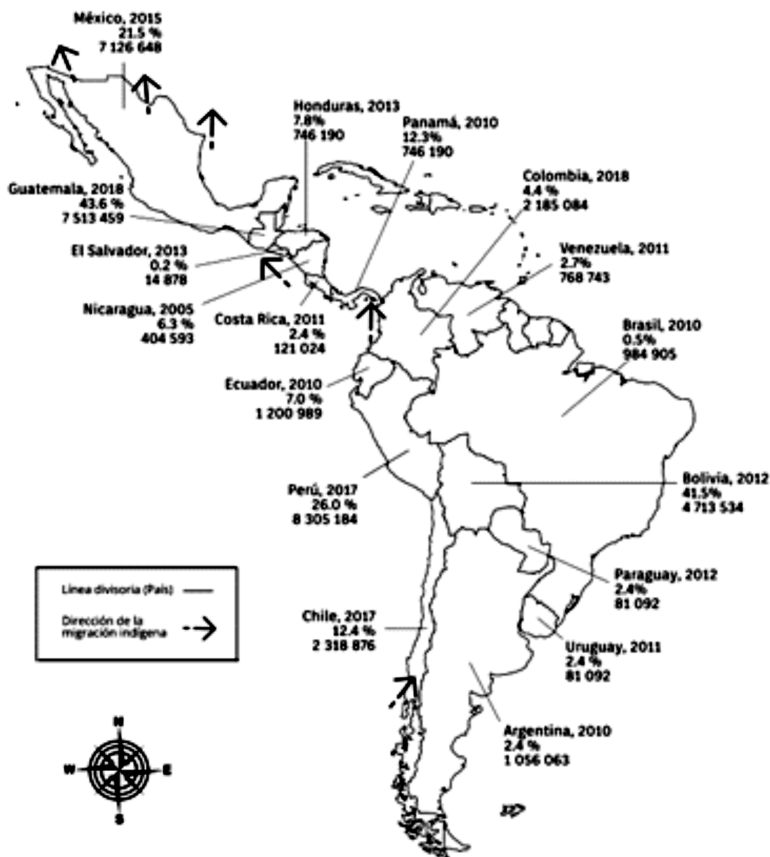 México, 2015
21.5 %
7 126 648
Honduras, 2013
7.8%
746 190
Panamá, 2010
12.3%
746 190
Colombia, 2018
4.4 %
2 185 084
Guatemala, 2018
43.6 %
7 513 459
El Salvador, 2013
0.2 %
14 878
Venezuela, 2011
2.7%
768 743
Nicaragua, 2005
6.3 %
404 593
Costa Rica, 2011
2.4 %
121 024
Brasil, 2010
0.5%
984 905
Ecuador, 2010
7.0 %
1 200 989
Perú, 2017
26.0 %
8 305 184
Bolivia, 2012
41.5%
4 713 534
Paraguay, 2012
2.4%
81 092
Línea divisoria (País)
Dirección de la
migración indígena
Chile, 2017
12.4 %
2 318 876
Uruguay, 2011
2.4 %
81 092
Argentina, 2010
2.4 %
1 056 063
N
W
E
S